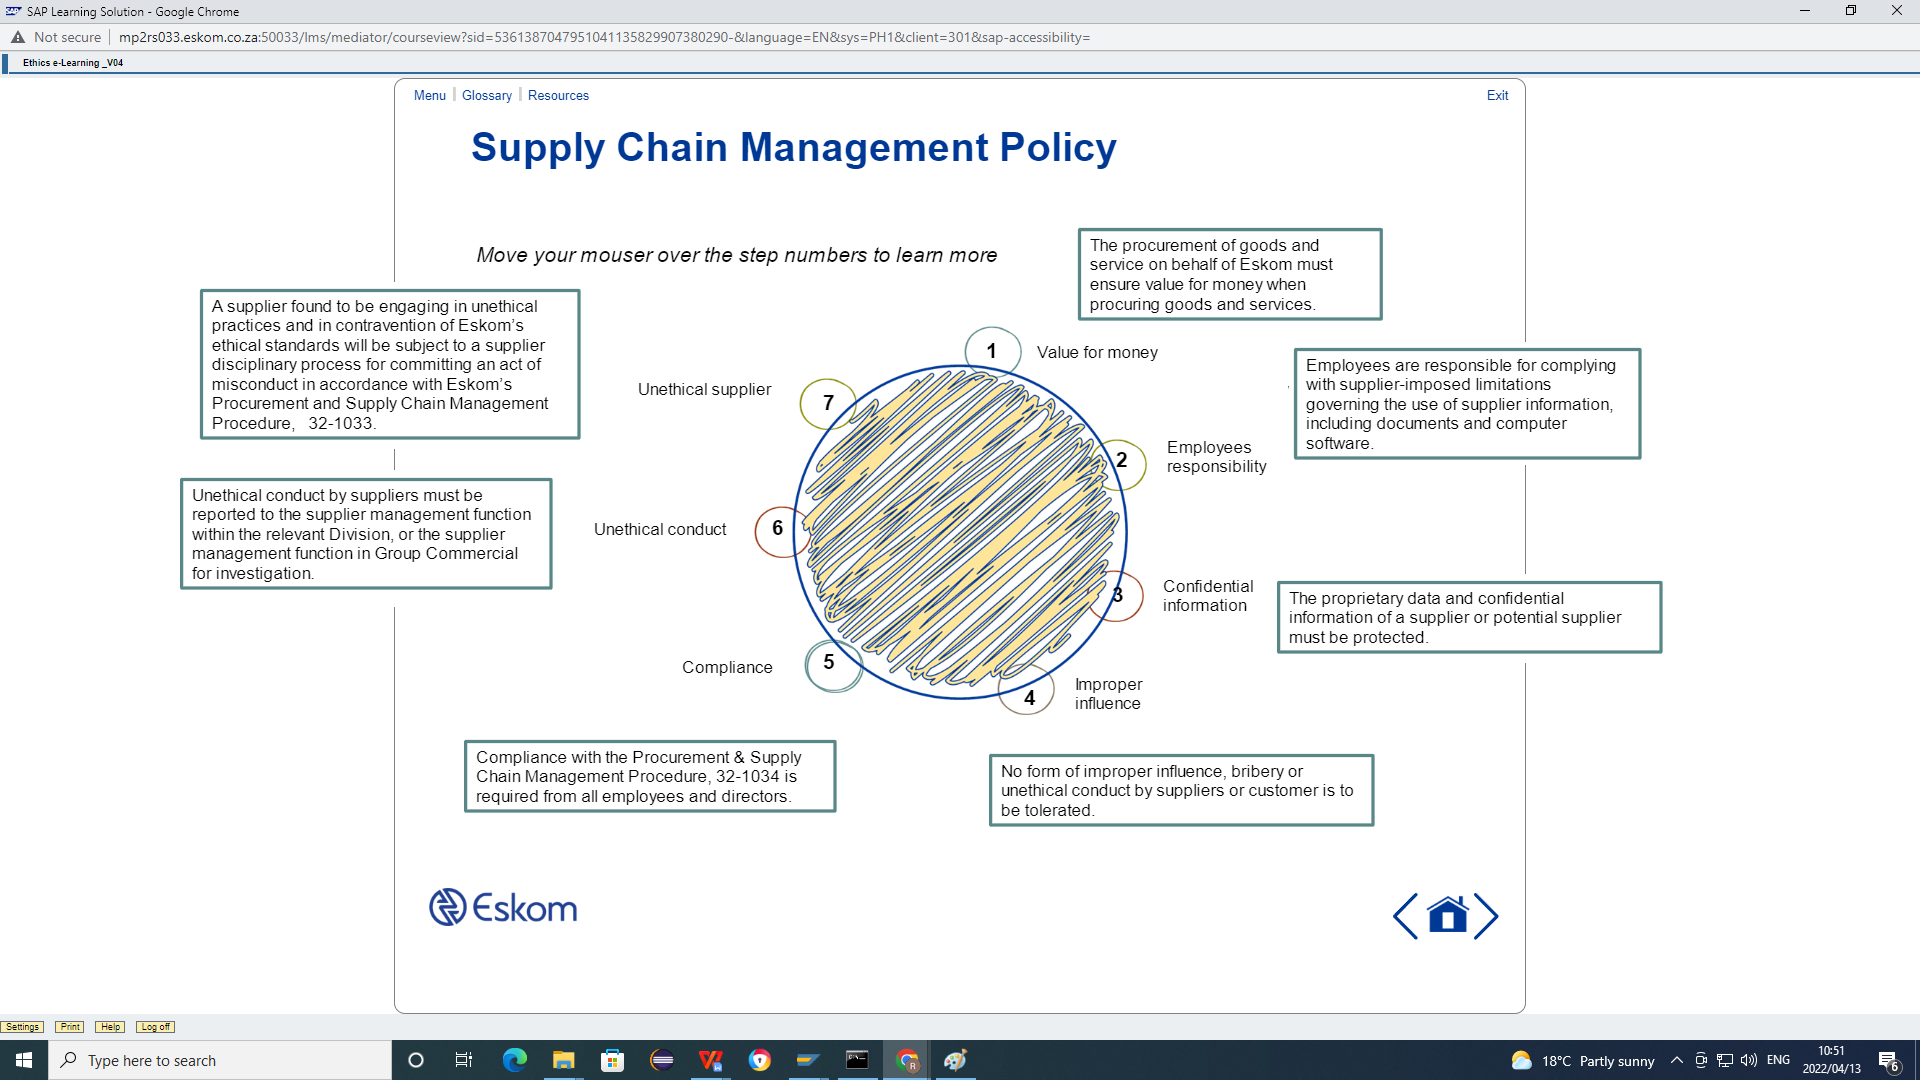 SAP Learning Solution - Google Chrome
Not secure
mp2rs033.eskom.co.za:50033/lms/mediator/courseview?sid=53613870479510411358299073802​90-&language=EN&sys=PH1&client=301&sap-accessibility=
Ethics e-Learning _V04
Menu
Glossary
Resources
Exit
Supply Chain Management Policy
Move your mouser over the step numbers to learn more
The procurement of goods and
service on behalf of Eskom must
ensure value for money when
procuring goods and services.
A supplier found to be engaging in unethical
practices and in contravention of Eskom's
ethical standards will be subject to a supplier
disciplinary process for committing an act of
misconduct in accordance with Eskom's
Procurement and Supply Chain Management
Procedure, 32-1033.
1
Value for money
Employees are responsible for complying
with supplier-imposed limitations
governing the use of supplier information,
including documents and computer
software.
Unethical supplier
7
2
Employees
responsibility
Unethical conduct by suppliers must be
reported to the supplier management function
within the relevant Division, or the supplier
management function in Group Commercial
for investigation.
Unethical conduct
6
3
Confidential
information
The proprietary data and confidential
information of a supplier or potential supplier
must be protected.
Compliance
5
4
Improper
influence
Compliance with the Procurement & Supply
Chain Management Procedure, 32-1034 is
required from all employees and directors.
No form of improper influence, bribery or
unethical conduct by suppliers or customer is to
be tolerated.
Eskom
Settings
Print
Help
Log off
Type here to search
18°C Partly sunny
ENG
10:51
2022/04/13
6